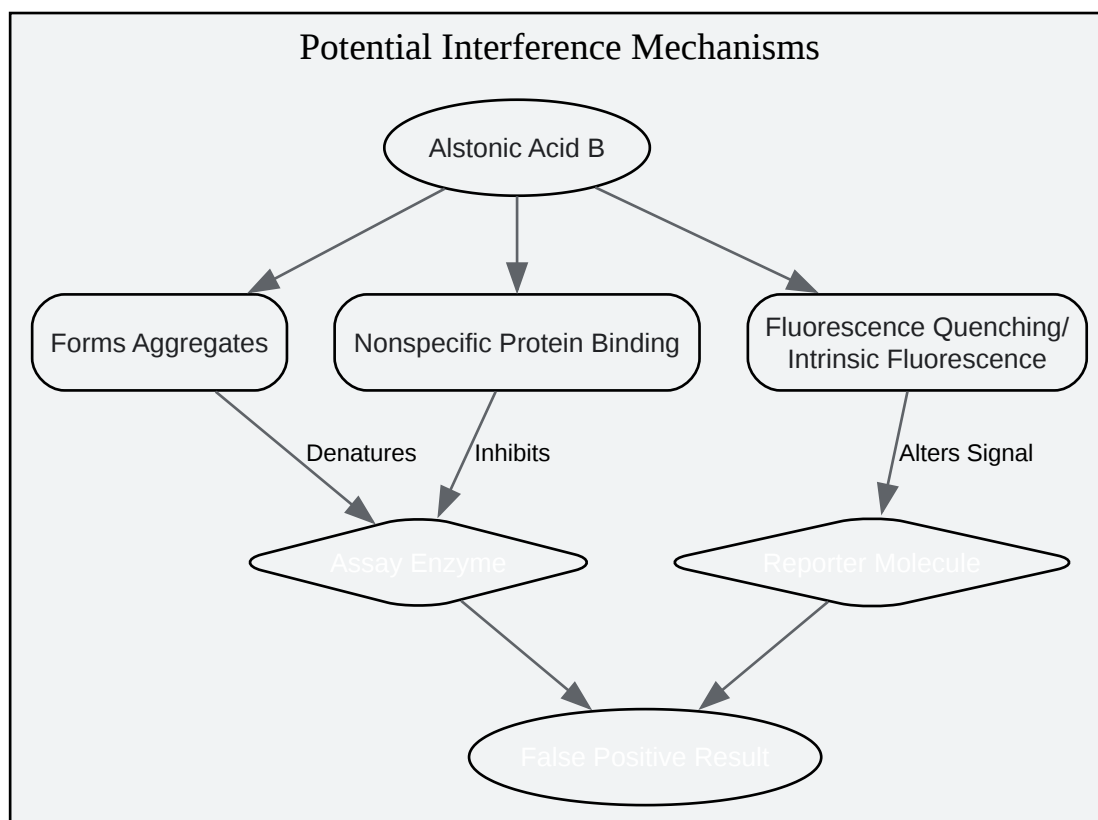 Potential Interference Mechanisms
Alstonic Acid B
Forms Aggregates
Nonspecific Protein Binding
Fluorescence Quenching/
Intrinsic Fluorescence
Denatures
Inhibits
Alters Signal
Assay Enzyme
Reporter Molecule
False Positive Result